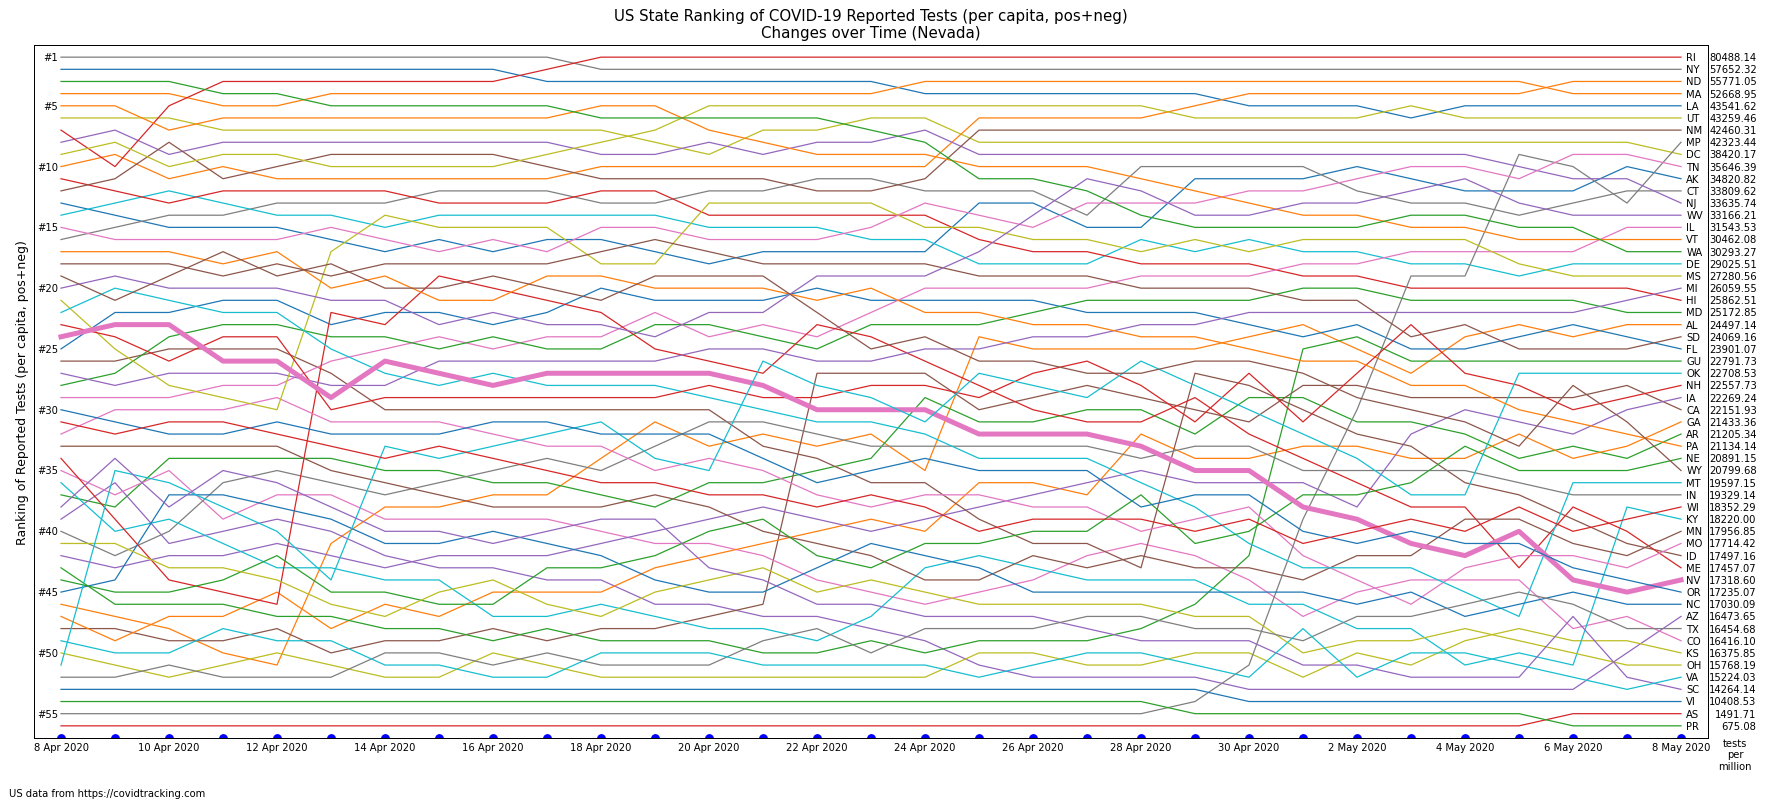 US State Ranking of COVID-19 Reported Tests (per capita, pos+neg)
Changes over Time (Nevada)
Ranking of Reported Tests (per capita, pos+neg)
#1
#5
#10
#15
#20
#25
#30
#35
#40
#45
#50
#55
RI 80488.14
NY 57652.32
ND 55771.05
MA 52668.95
LA 43541.62
UT 43259.46
NM 42460.31
MP 42323.44
DC 38420.17
TN 35646.39
AK 34820.82
CT 33809.62
NJ 33635.74
WV 33166.21
IL 31543.53
VT 30462.08
WA 30293.27
DE 29025.51
MS 27280.56
MI 26059.55
HI 25862.51
MD 25172.85
AL 24497.14
SD 24069.16
FL 23901.07
GU 22791.73
OK 22708.53
NH 22557.73
IA 22269.24
CA 22151.93
GA 21433.36
AR 21205.34
PA 21134.14
NE 20891.15
WY 20799.68
MT 19597.15
IN 19329.14
WI 18352.29
KY 18220.00
MN 17956.85
MO 17714.42
ID 17497.16
ME 17457.07
NV 17318.60
OR 17235.07
NC 17030.09
AZ 16473.65
TX 16454.68
CO 16416.10
KS 16375.85
OH 15768.19
VA 15224.03
SC 14264.14
VI 10408.53
AS 1491.71
PR 675.08
8 Apr 2020 10 Apr 2020 12 Apr 2020 14 Apr 2020 16 Apr 2020 18 Apr 2020 20 Apr 2020 22 Apr 2020 24 Apr 2020 26 Apr 2020 28 Apr 2020 30 Apr 2020 2 May 2020 4 May 2020 6 May 2020 8 May 2020
tests
per
million
US data from https://covidtracking.com